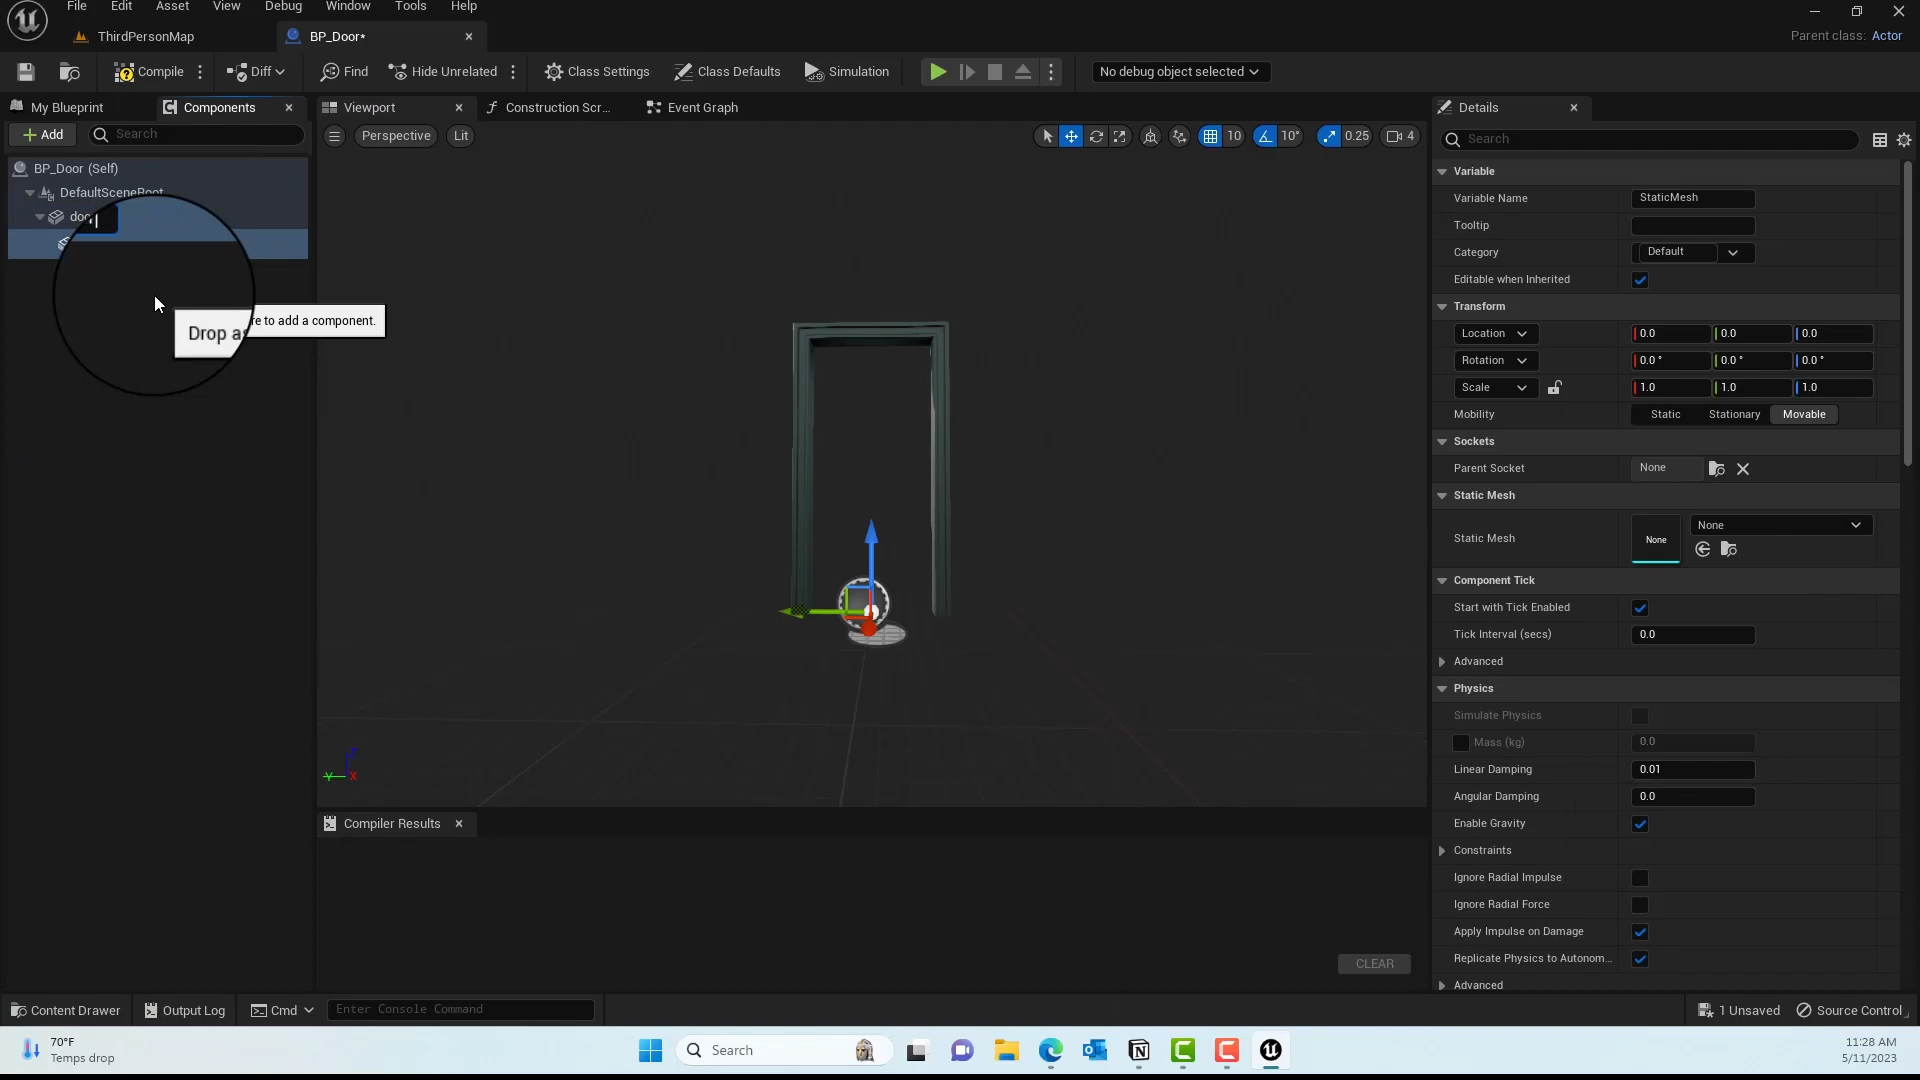 File Edit Asset View Debug Window Tools Help
ThirdPersonMap
BP_Door*
Parent class: Actor
Compile
Diff
Find
Hide Unrelated
Class Settings
Class Defaults
Simulation
No debug object selected
My Blueprint
Components
Viewport
Construction Scr...
Event Graph
Details
Add
Search
Perspective
Lit
10
10°
0.25
4
Search
BP_Door (Self)
DefaultSceneRoot
Drop as
re to add a component.
Variable
Variable Name
StaticMesh
Tooltip
Category
Default
Editable when Inherited
Transform
Location
0.0
0.0
0.0
Rotation
0.0 °
0.0 °
0.0 °
Scale
1.0
1.0
1.0
Mobility
Static
Stationary
Movable
Sockets
Parent Socket
None
Static Mesh
Static Mesh
None
None
Component Tick
Start with Tick Enabled
Tick Interval (secs)
0.0
Advanced
Physics
Simulate Physics
Mass (kg)
0.0
Linear Damping
0.01
Angular Damping
0.0
Enable Gravity
Constraints
Ignore Radial Impulse
Ignore Radial Force
Apply Impulse on Damage
Replicate Physics to Autonom...
Advanced
Z
Y
X
Compiler Results
CLEAR
Content Drawer
Output Log
Cmd
Enter Console Command
1 Unsaved
Source Control
70°F
Temps drop
Search
11:28 AM
5/11/2023